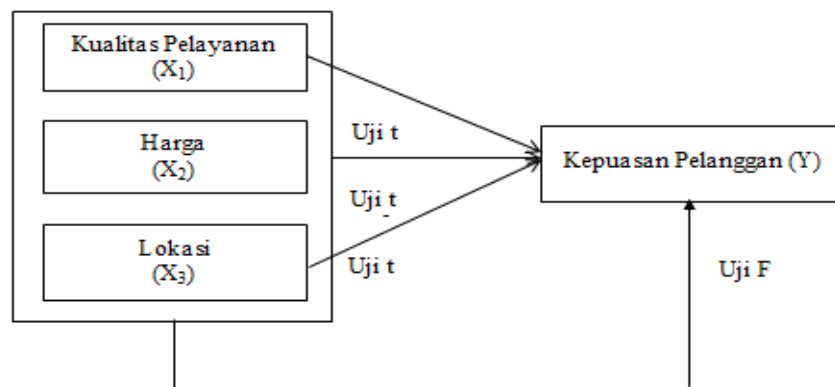 Kualitas Pelayanan
(X₁)
Uji t
Harga
(X₂)
Kepuasan Pelanggan (Y)
Uji t
Lokasi
(X₃)
Uji t
Uji F